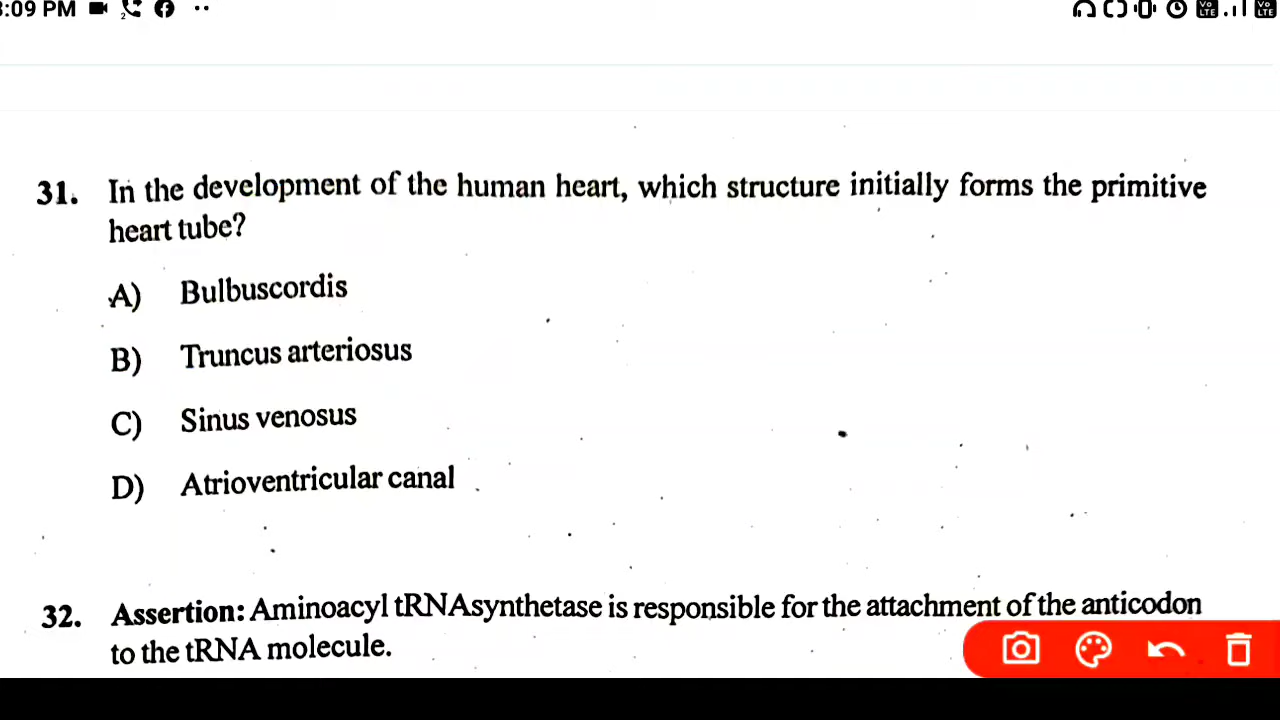 :09 PM
31. In the development of the human heart, which structure initially forms the primitive
heart tube?
A) Bulbuscordis
B) Truncus arteriosus
C) Sinus venosus
D) Atrioventricular canal
32. Assertion: Aminoacyl tRNAsynthetase is responsible for the attachment of the anticodon
to the tRNA molecule.